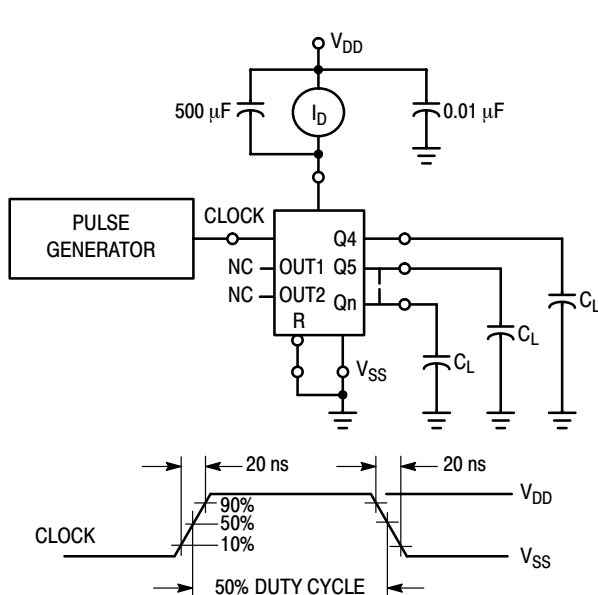 V_DD
500 μF
I_D
0.01 μF
PULSE
GENERATOR
CLOCK
Q4
NC
OUT1
Q5
NC
OUT2
Qn
R
V_SS
C_L
C_L
C_L
20 ns
20 ns
90%
50%
10%
V_DD
CLOCK
V_SS
50% DUTY CYCLE